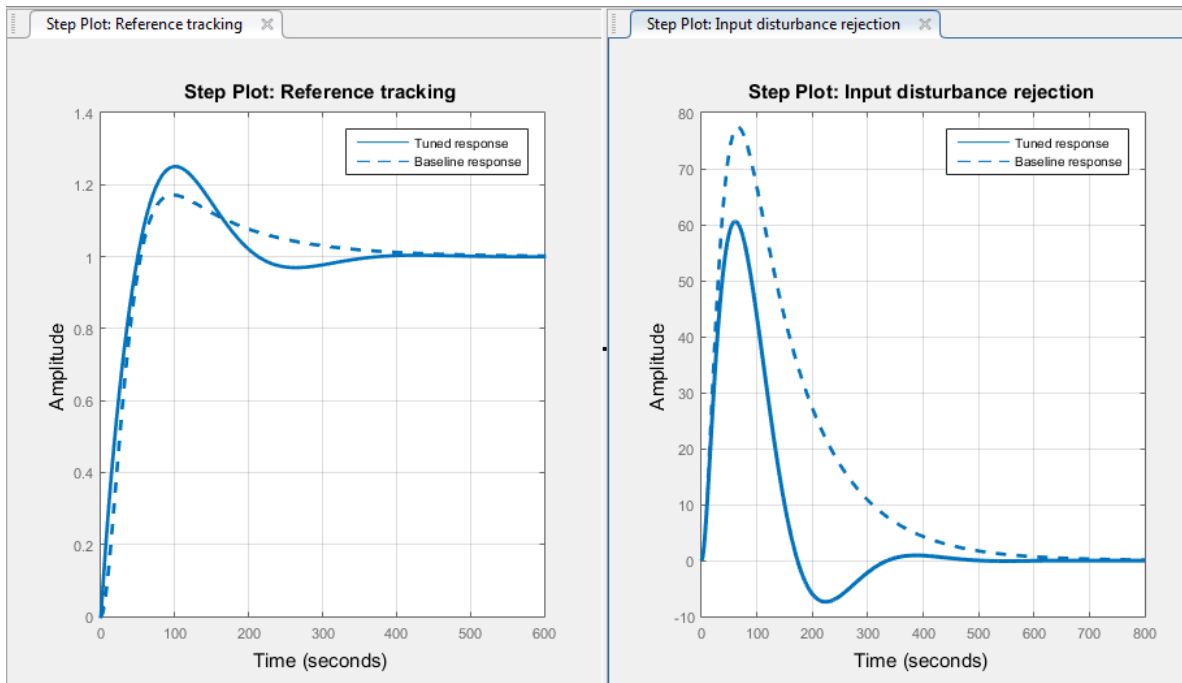 Step Plot: Reference tracking
Step Plot: Input disturbance rejection
Step Plot: Reference tracking
Tuned response
Baseline response
1.4
1.2
1
0.8
0.6
0.4
0.2
0
Amplitude
0 100 200 300 400 500 600
Time (seconds)
Step Plot: Input disturbance rejection
Tuned response
Baseline response
80
70
60
50
40
30
20
10
0
-10
Amplitude
0 100 200 300 400 500 600 700 800
Time (seconds)